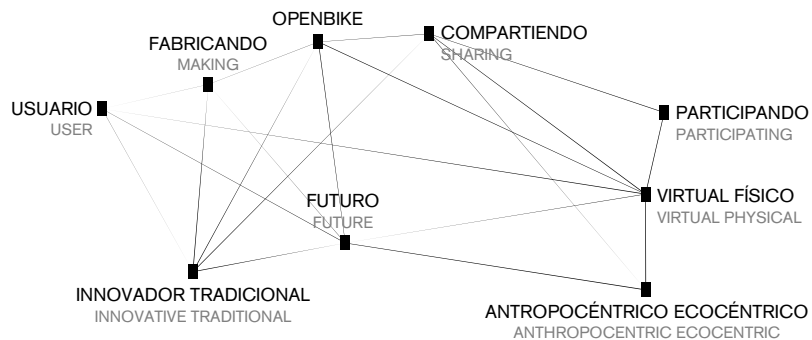 OPENBIKE
COMPARTIENDO
SHARING
FABRICANDO
MAKING
USUARIO
USER
PARTICIPANDO
PARTICIPATING
FUTURO
FUTURE
VIRTUAL FÍSICO
VIRTUAL PHYSICAL
INNOVADOR TRADICIONAL
INNOVATIVE TRADITIONAL
ANTROPOCÉNTRICO ECOCÉNTRICO
ANTHROPOCENTRIC ECOCENTRIC